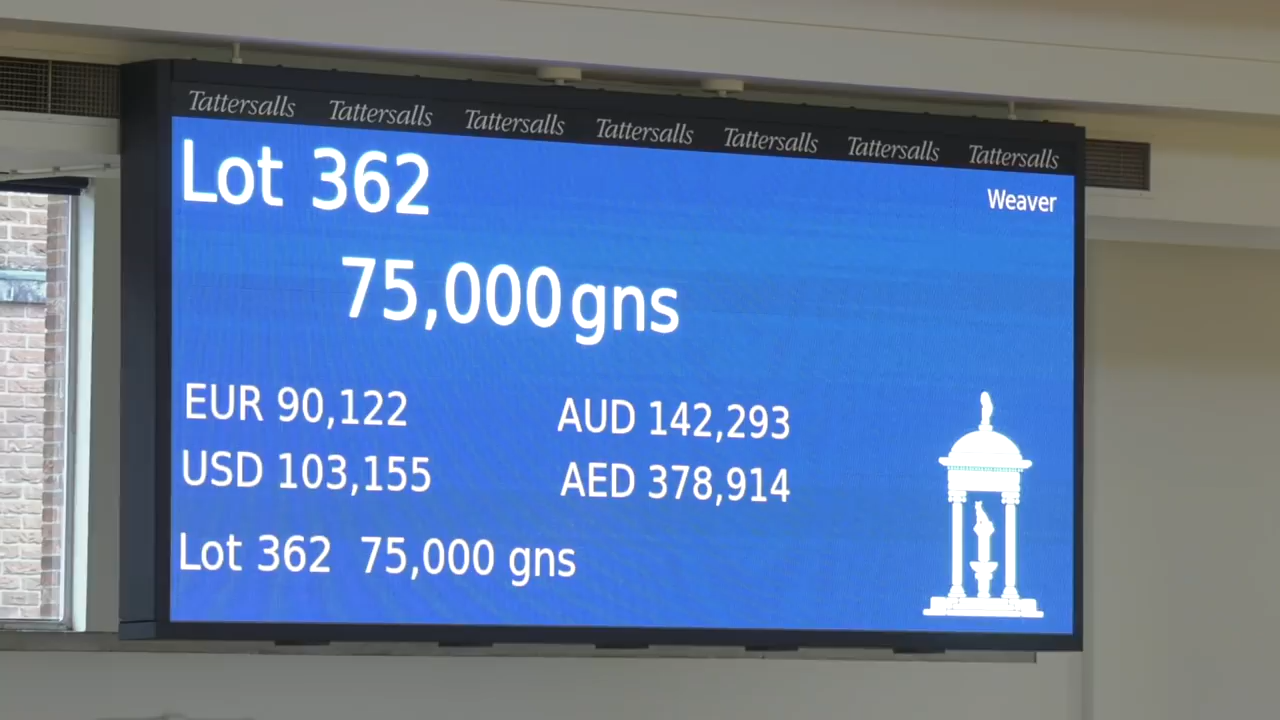 Tattersalls Tattersalls Tattersalls Tattersalls Tattersalls Tattersalls Tattersalls
Lot 362
Weaver
75,000 gns
EUR 90,122 AUD 142,293
USD 103,155 AED 378,914
Lot 362 75,000 gns